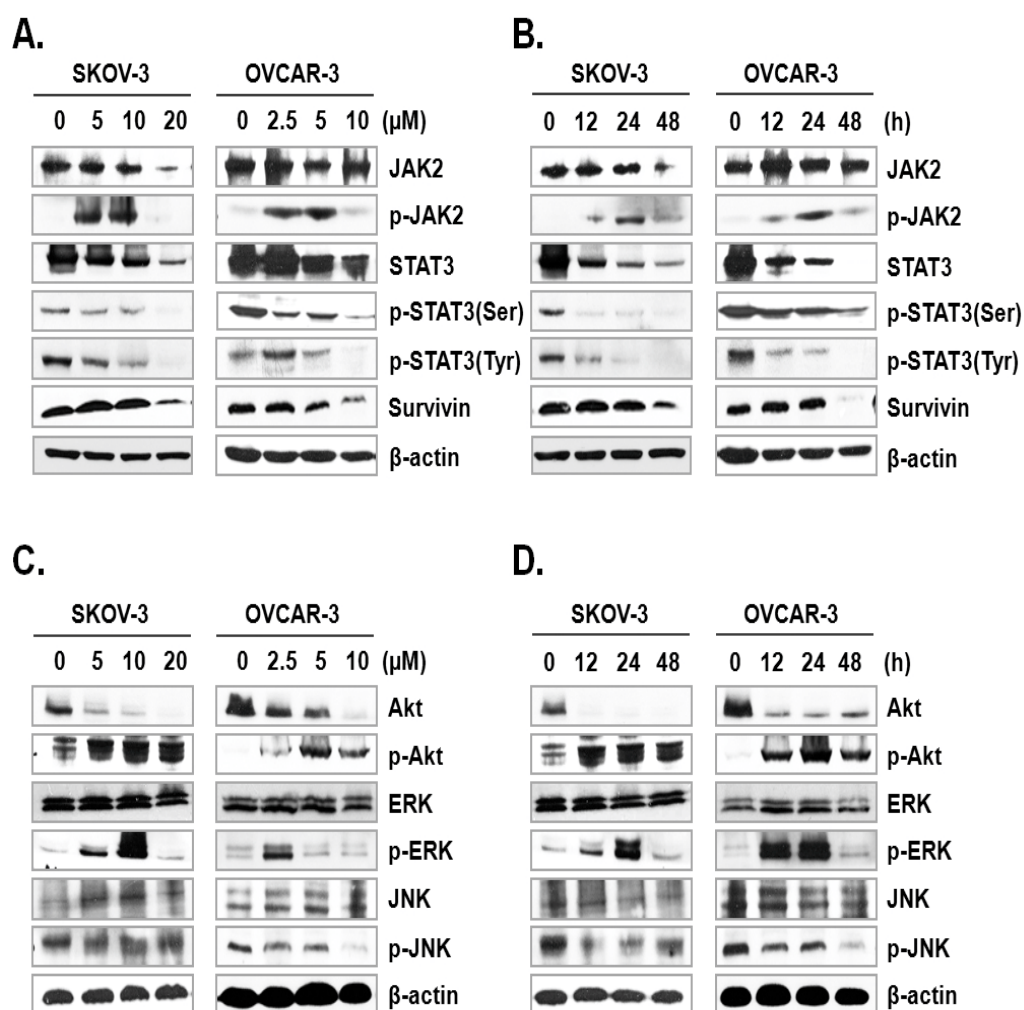 A.
SKOV-3 OVCAR-3
0 5 10 20 0 2.5 5 10 (µM)
JAK2
p-JAK2
STAT3
p-STAT3(Ser)
p-STAT3(Tyr)
Survivin
β-actin
B.
SKOV-3 OVCAR-3
0 12 24 48 0 12 24 48 (h)
JAK2
p-JAK2
STAT3
p-STAT3(Ser)
p-STAT3(Tyr)
Survivin
β-actin
C.
SKOV-3 OVCAR-3
0 5 10 20 0 2.5 5 10 (µM)
Akt
p-Akt
ERK
p-ERK
JNK
p-JNK
β-actin
D.
SKOV-3 OVCAR-3
0 12 24 48 0 12 24 48 (h)
Akt
p-Akt
ERK
p-ERK
JNK
p-JNK
β-actin